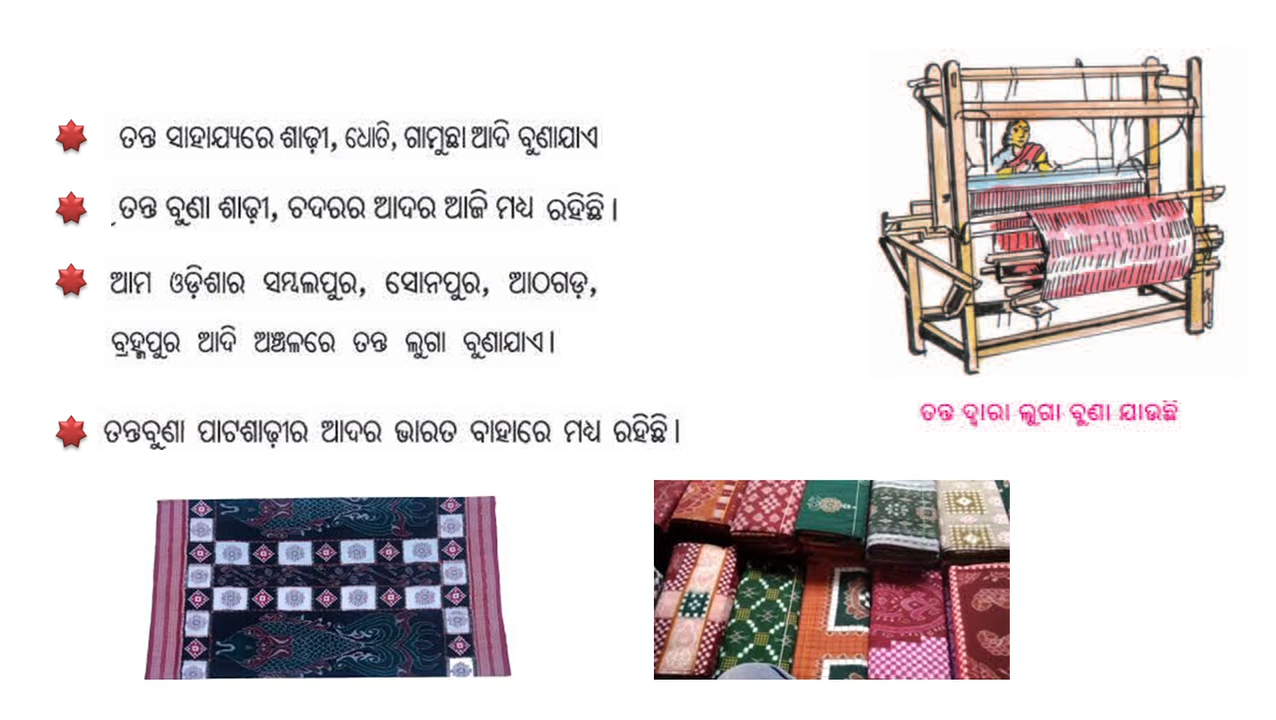 ତନ୍ତ ସାହାଯ୍ୟରେ ଶାଢ଼ୀ, ଧୋତି, ଗାମୁଛା ଆଦି ବୁଣାଯାଏ
ତନ୍ତ ବୁଣା ଶାଢ଼ୀ, ଚଦରର ଆଦର ଆଜି ମଧ୍ୟ ରହିଛି ।
ଆମ ଓଡ଼ିଶାର ସମ୍ବଲପୁର, ସୋନପୁର, ଆଠଗଡ଼,
ବ୍ରହ୍ମପୁର ଆଦି ଅଞ୍ଚଳରେ ତନ୍ତ ଲୁଗା ବୁଣାଯାଏ ।
ତନ୍ତ ଦ୍ୱାରା ଲୁଗା ବୁଣା ଯାଉଛି
ତନ୍ତବୁଣା ପାଟଶାଢ଼ୀର ଆଦର ଭାରତ ବାହାରେ ମଧ୍ୟ ରହିଛି ।